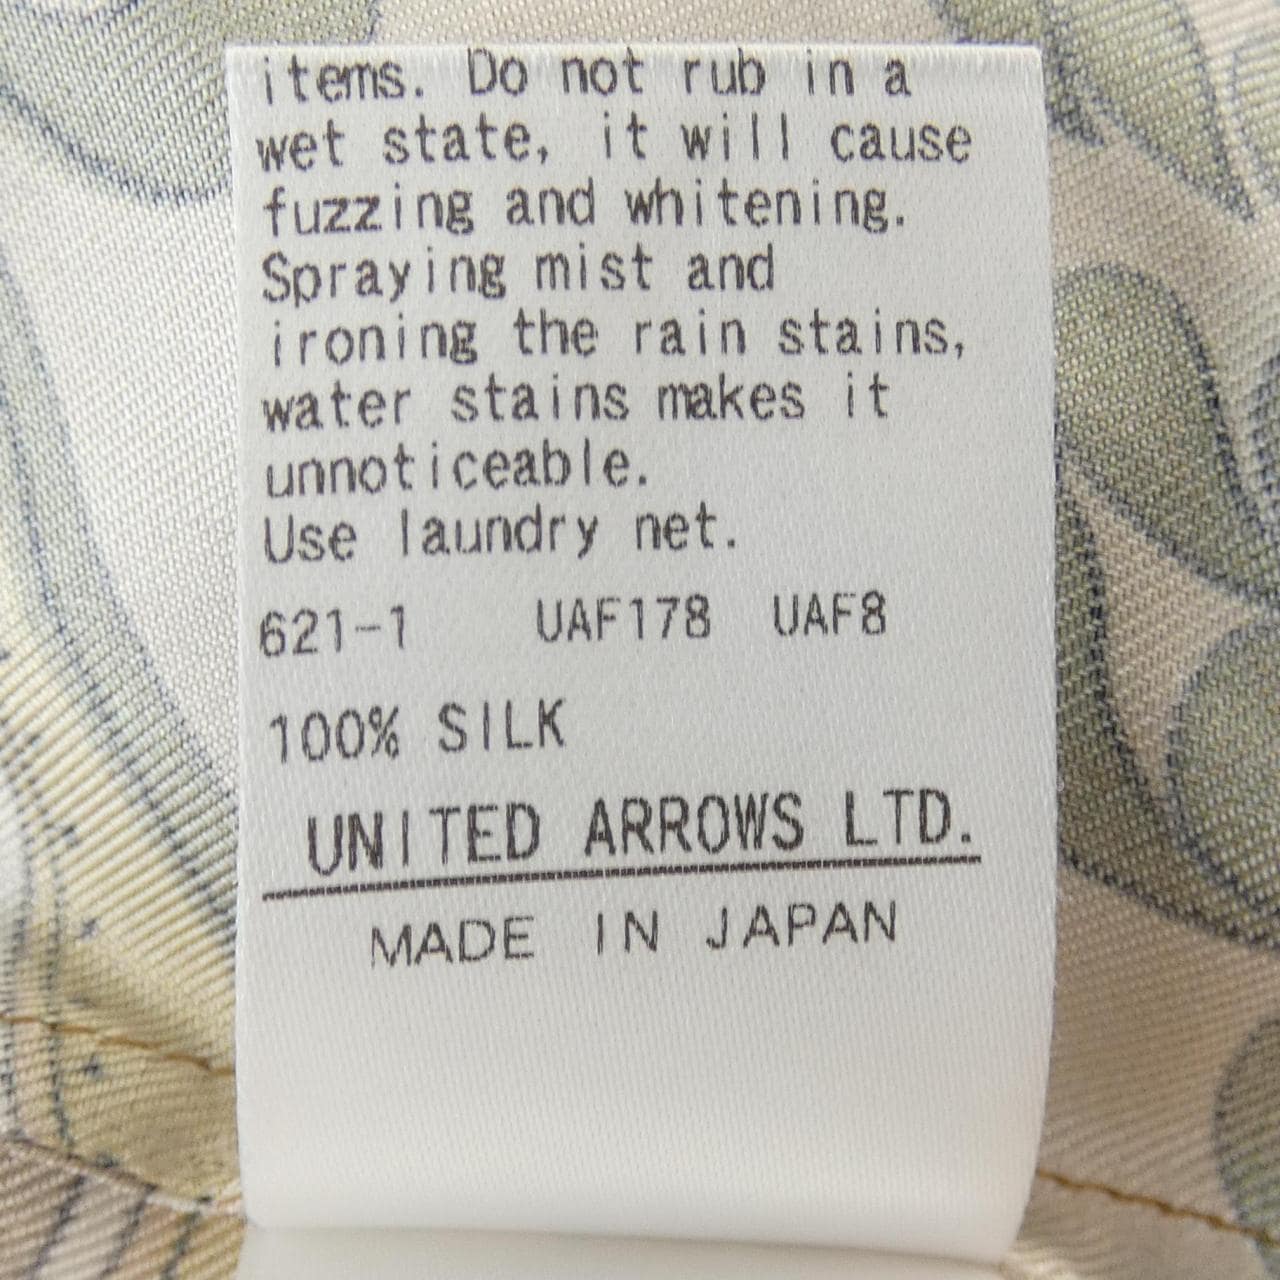 items. Do not rub in a
wet state, it will cause
fuzzing and whitening.
Spraying mist and
ironing the rain stains,
water stains makes it
unnoticeable.
Use laundry net.
621-1 UAF178 UAF8
100% SILK
UNITED ARROWS LTD.
MADE IN JAPAN